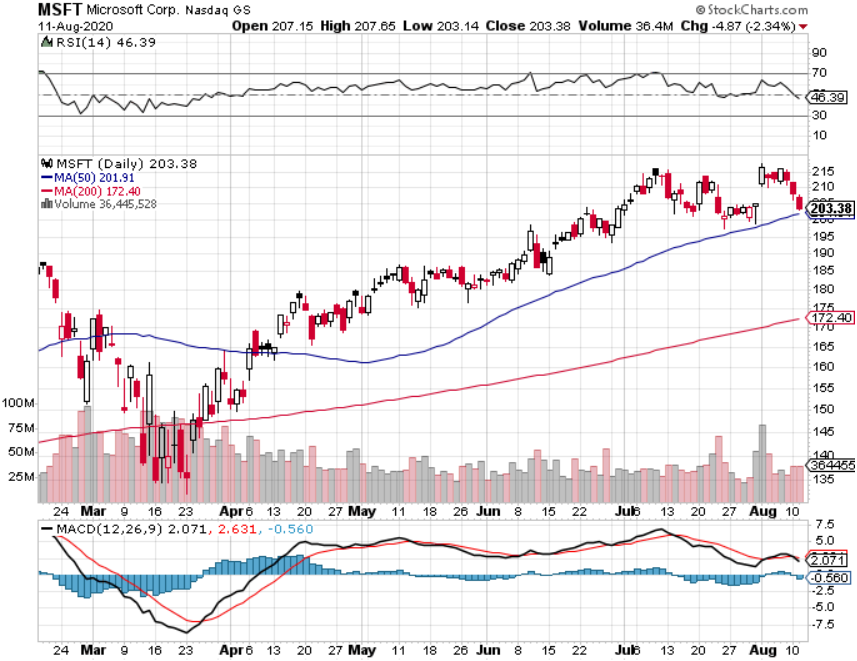 MSFT Microsoft Corp. Nasdaq GS © StockCharts.com
11-Aug-2020 Open 207.15 High 207.65 Low 203.14 Close 203.38 Volume 36.4M Chg -4.87 (-2.34%)
RSI(14) 46.39
90
70
46.39
30
10
MSFT (Daily) 203.38
MA(50) 201.91
MA(200) 172.40
Volume 36,445,528
215
210
205
203.38
200
195
190
185
180
175
172.40
170
165
160
155
150
145
140
364455
135
100M
75M
50M
25M
24 Mar 9 16 23 Apr 6 13 20 27 May 11 18 26 Jun 8 15 22 Jul 6 13 20 27 Aug 10
MACD(12,26,9) 2.071, 2.631, -0.560
7.5
5.0
2.071
-0.560
-2.5
-5.0
-7.5
24 Mar 9 16 23 Apr 6 13 20 27 May 11 18 26 Jun 8 15 22 Jul 6 13 20 27 Aug 10